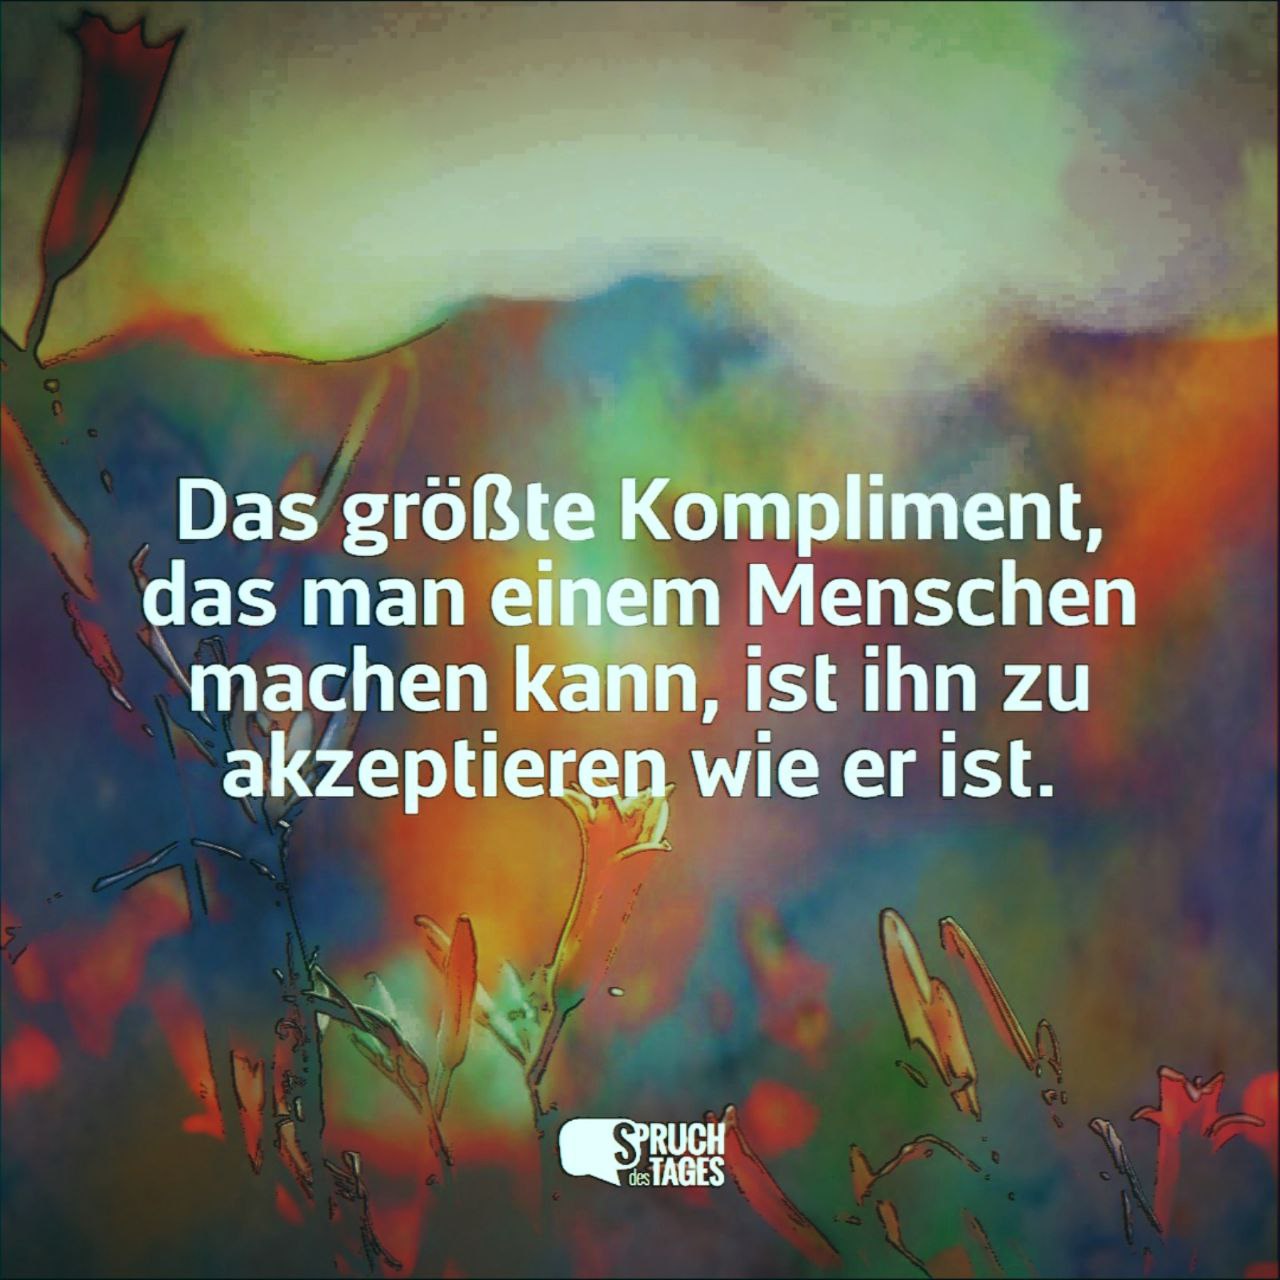 Das größte Kompliment,
das man einem Menschen
machen kann, ist ihn zu
akzeptieren wie er ist.
SPRUCH
des TAGES